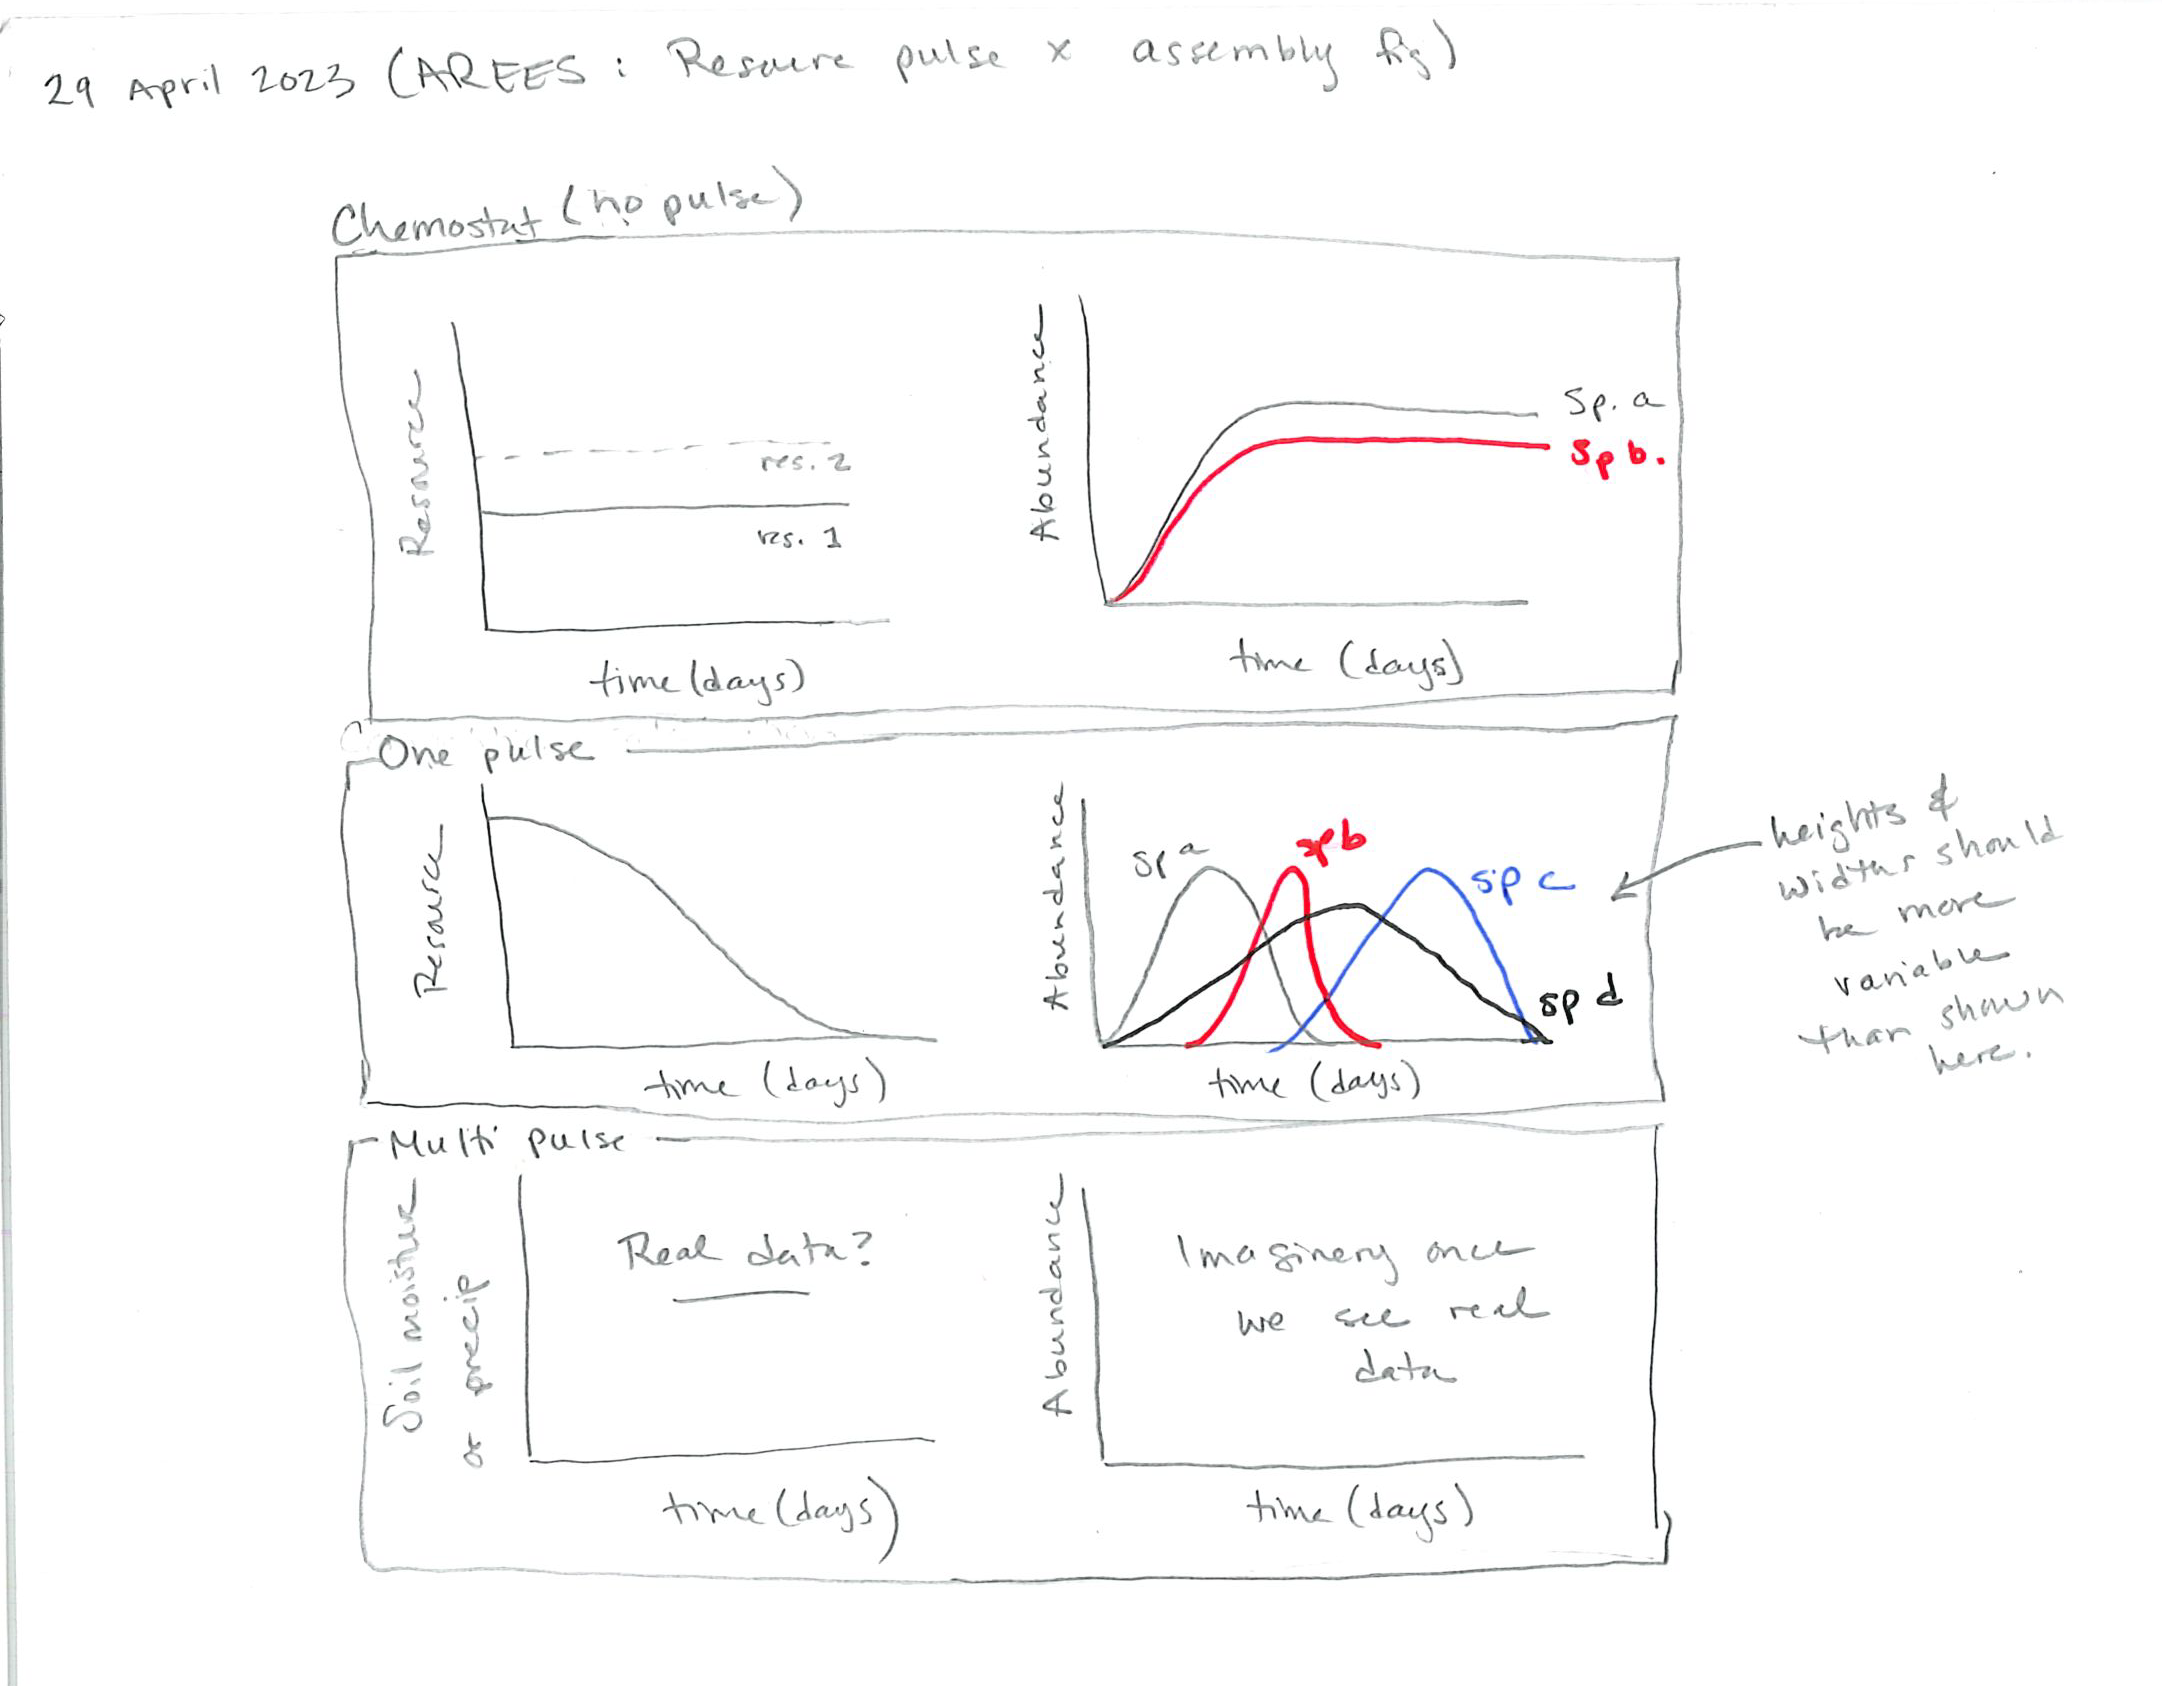 29 April 2023 (AREES: Resource pulse x assembly fig)
Chemostat (no pulse)
Resource
res. 2
res. 1
time (days)
Abundance
Sp. a
Sp b.
time (days)
One pulse
Resource
time (days)
Abundance
sp a
spb
sp c
sp d
time (days)
heights &
widths should
be more
variable
than shown
here.
Multi pulse
Soil moisture
or precip
Real data?
time (days)
Abundance
Imaginery once
we see real
data
time (days)